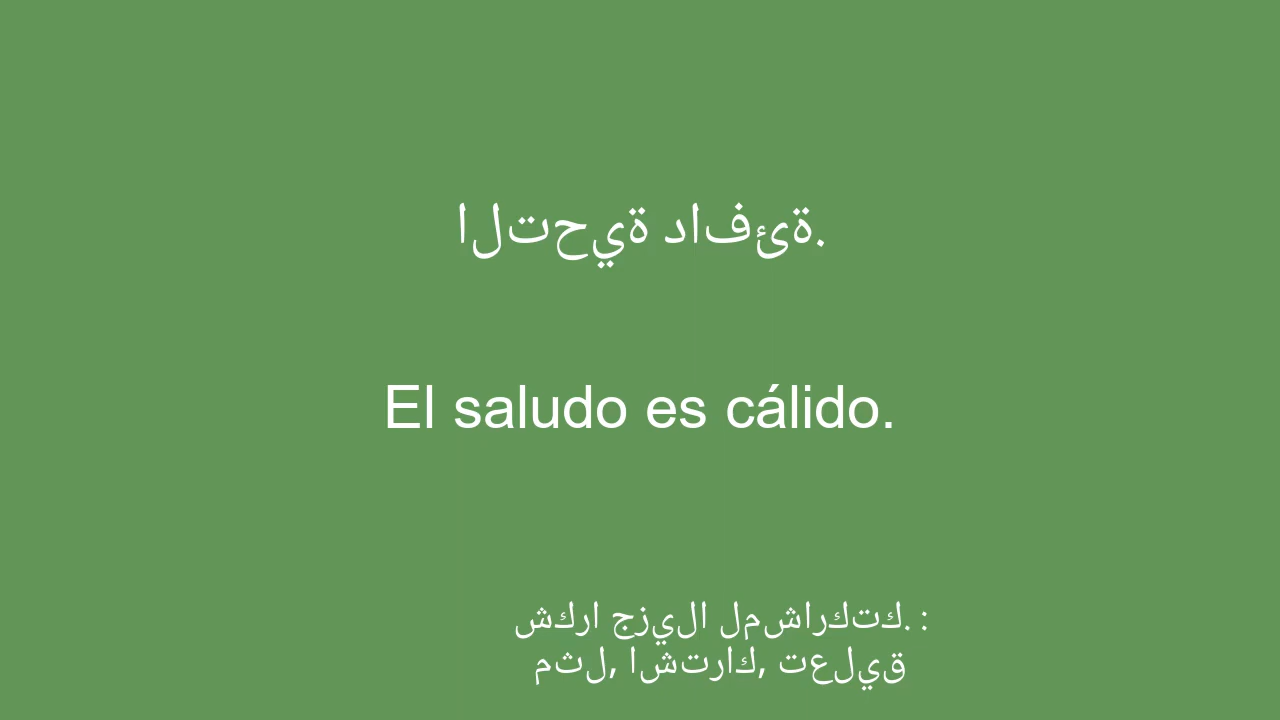 التحية دافئة.
El saludo es cálido.
شكرا جزيلا لمشاركتك. :
مثل, اشتراك, تعليق